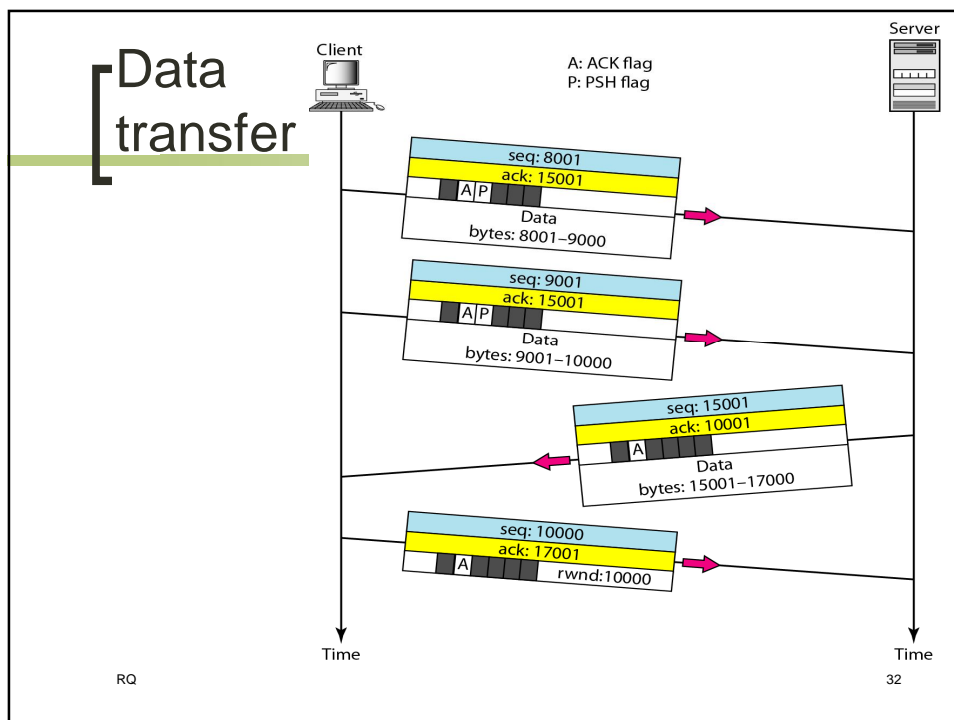 Data
transfer
Client
A: ACK flag
P: PSH flag
Server
seq: 8001
ack: 15001
A P
Data
bytes: 8001–9000
seq: 9001
ack: 15001
A P
Data
bytes: 9001–10000
seq: 15001
ack: 10001
A
Data
bytes: 15001–17000
seq: 10000
ack: 17001
A rwnd:10000
Time
Time
RQ
32